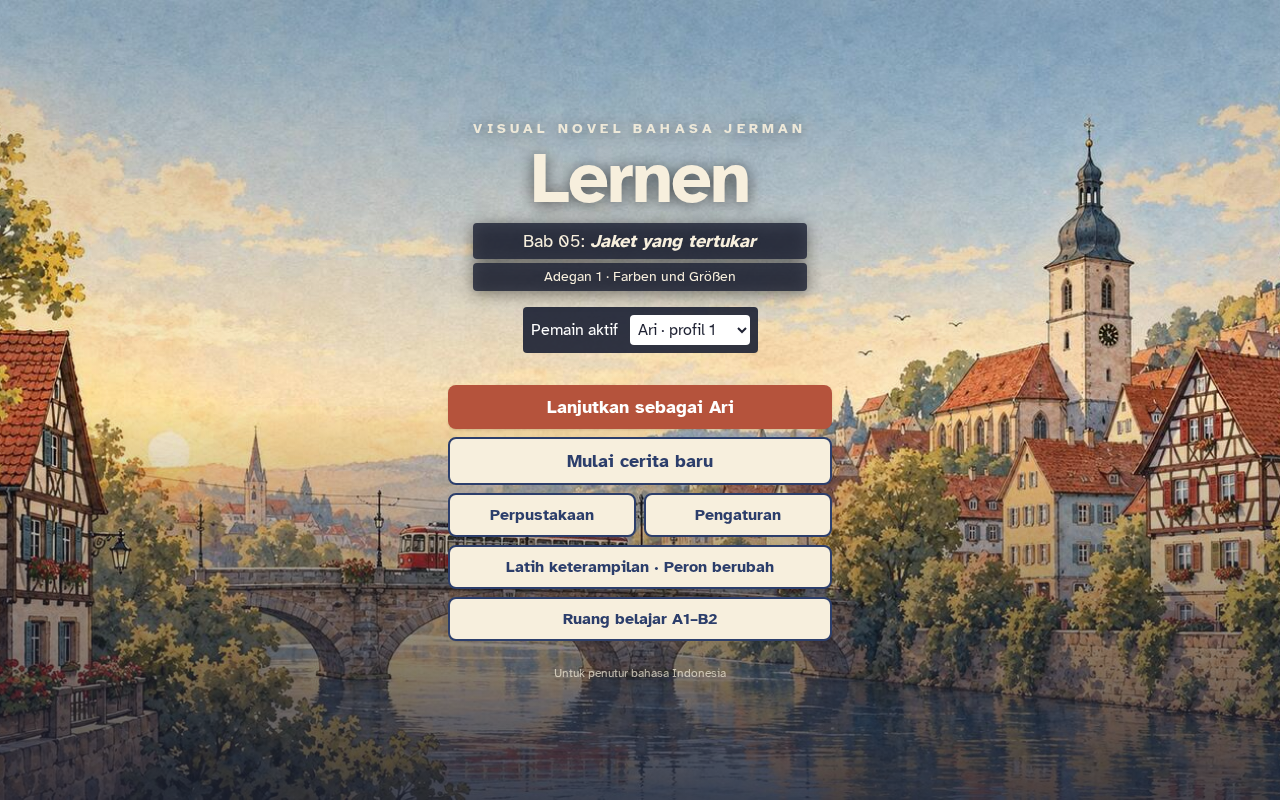 VISUAL NOVEL BAHASA JERMAN
Lernen
Bab 05: Jaket yang tertukar
Adegan 1 · Farben und Größen
Pemain aktif Ari · profil 1
Lanjutkan sebagai Ari
Mulai cerita baru
Perpustakaan Pengaturan
Latih keterampilan · Peron berubah
Ruang belajar A1–B2
Untuk penutur bahasa Indonesia